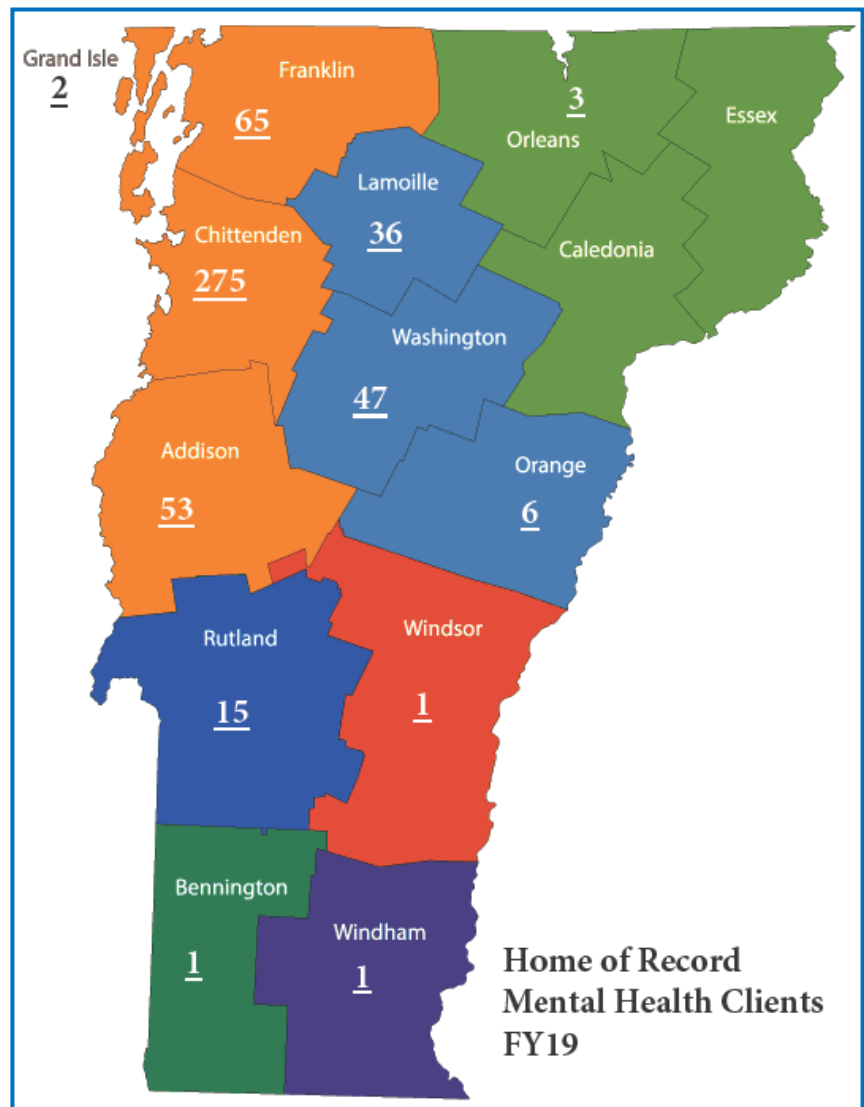 Grand Isle
2
Franklin
65
3
Orleans
Essex
Lamoille
36
Chittenden
275
Caledonia
Washington
47
Addison
53
Orange
6
Rutland
15
Windsor
1
Bennington
1
Windham
1
Home of Record
Mental Health Clients
FY19